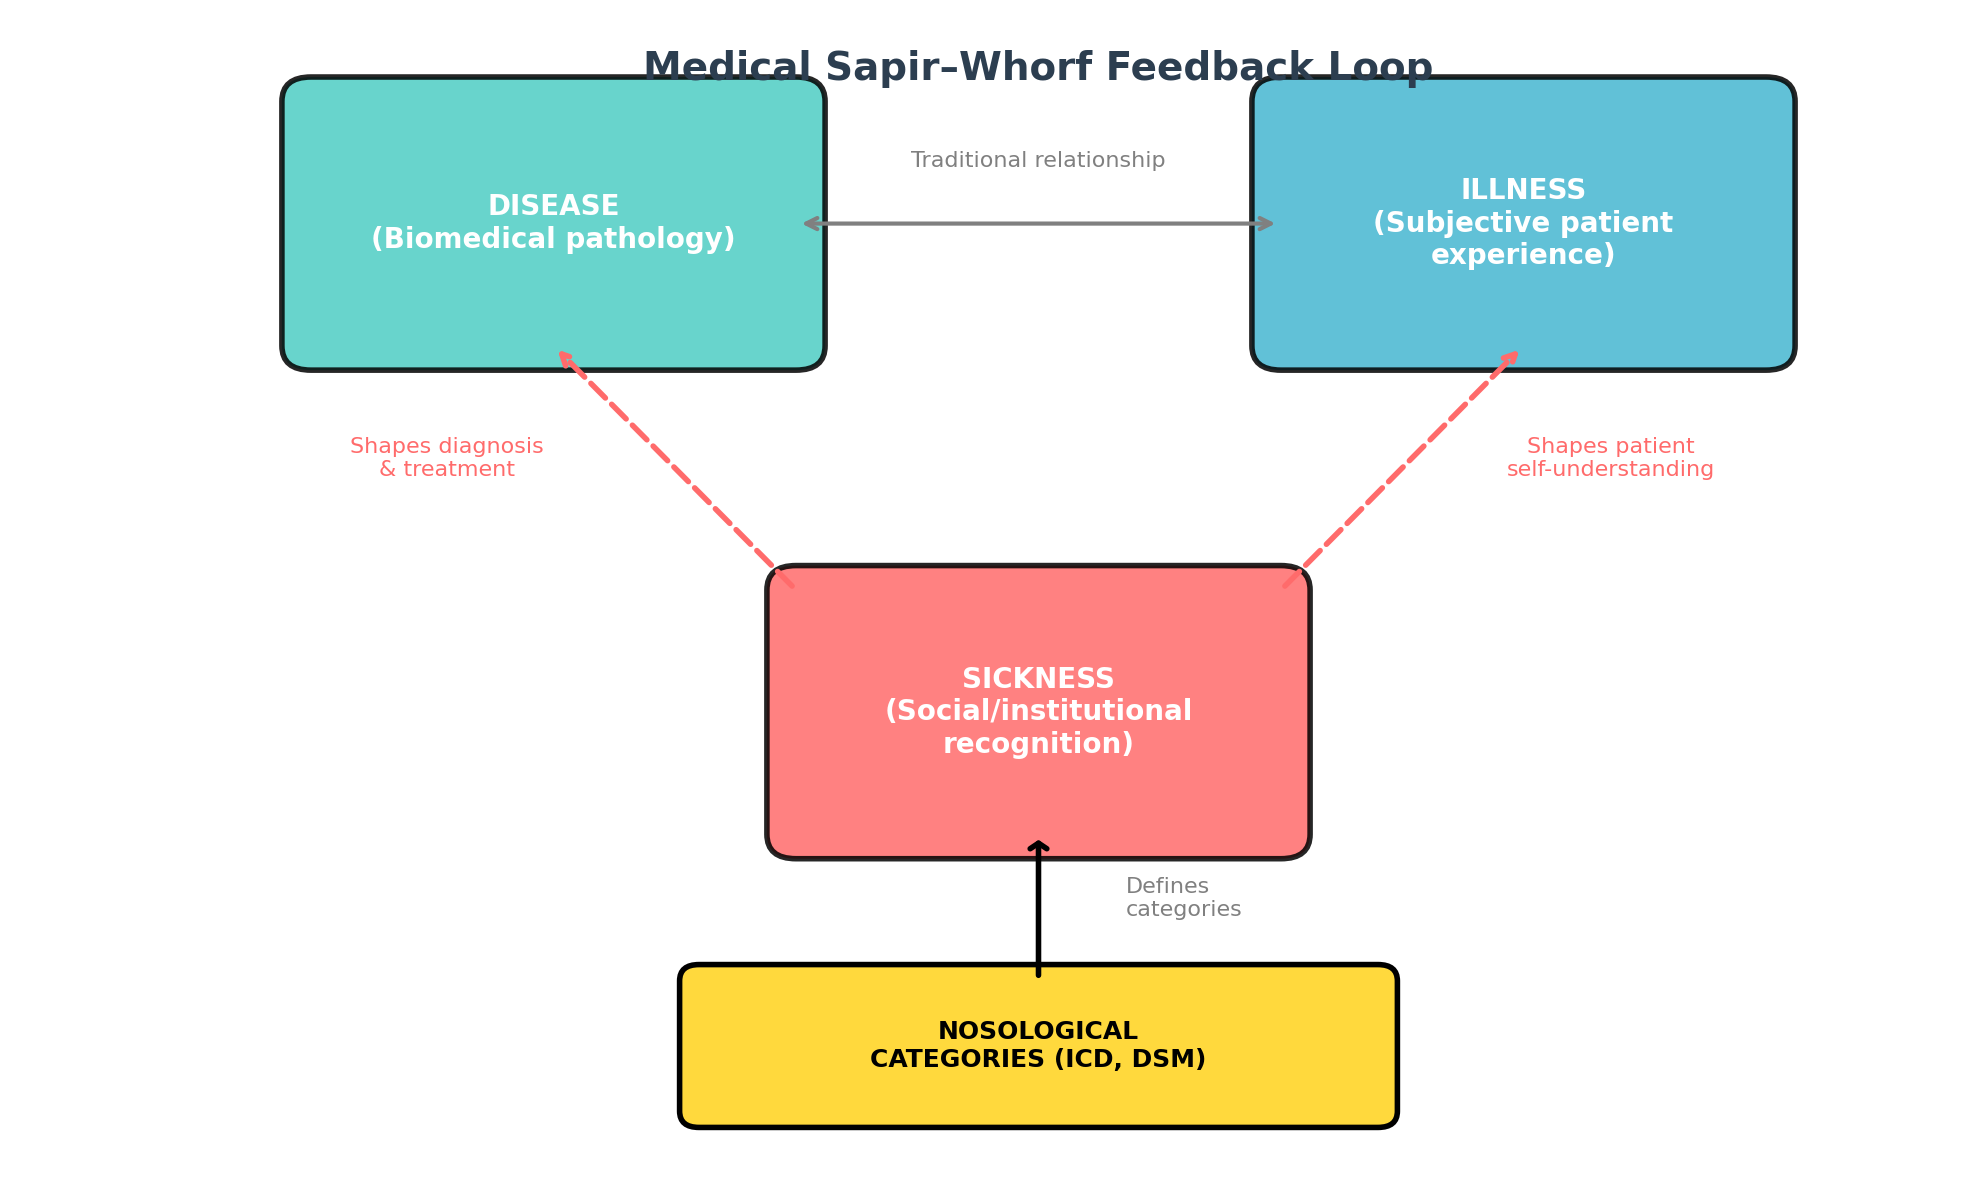 Medical Sapir–Whorf Feedback Loop
Traditional relationship
DISEASE
(Biomedical pathology)
ILLNESS
(Subjective patient
experience)
Shapes diagnosis
& treatment
Shapes patient
self-understanding
SICKNESS
(Social/institutional
recognition)
Defines
categories
NOSOLOGICAL
CATEGORIES (ICD, DSM)